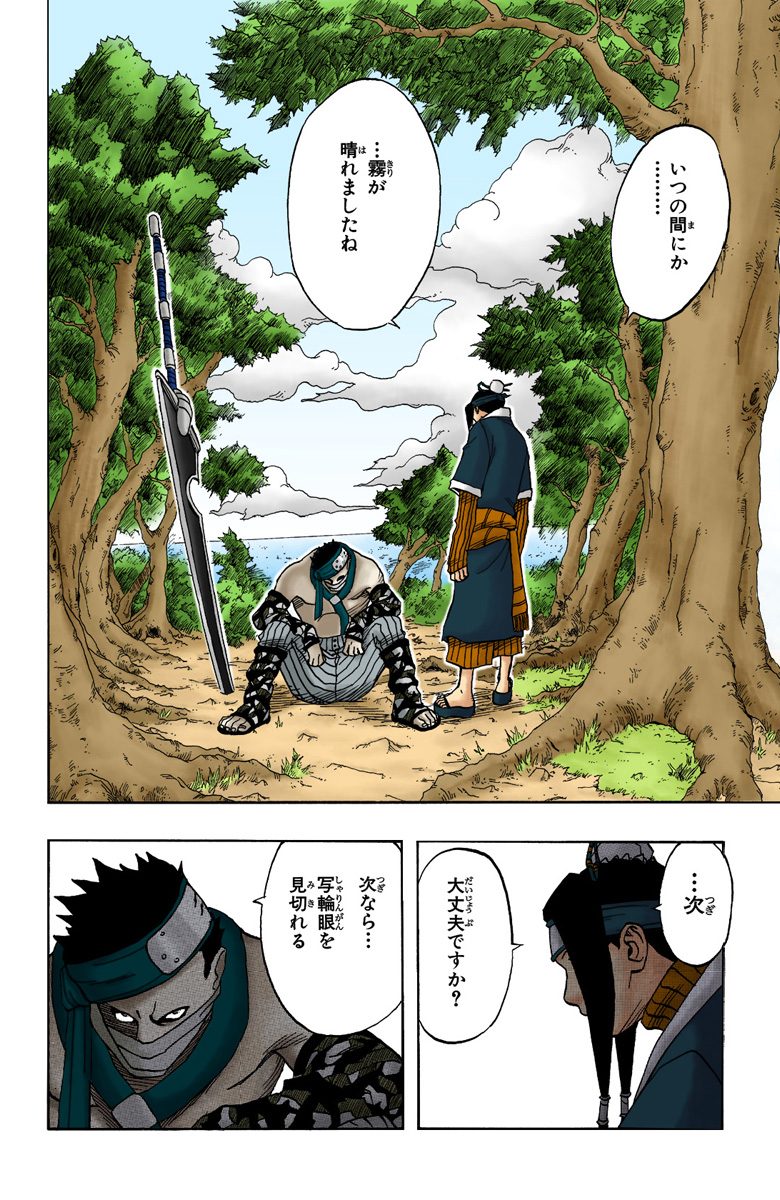 いつの間にか
………
…霧が
晴れましたね
…次
大丈夫ですか？
次なら…
写輪眼を
見切れる